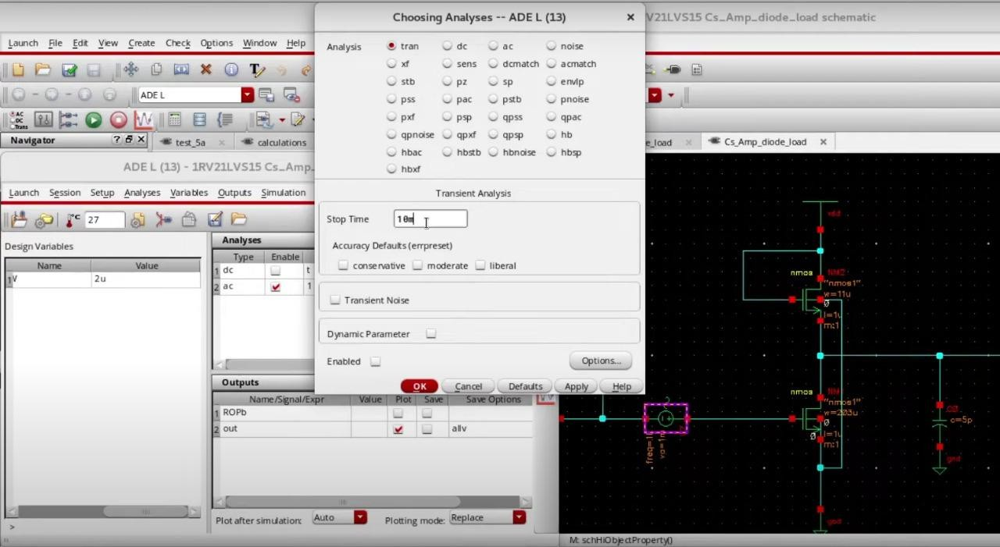 Choosing Analyses -- ADE L (13)
V21LVS15 Cs_Amp_diode_load schematic
Launch File Edit View Create Check Options Window Help
ADE L
Navigator
test_5a
calculations
e_load
Cs_Amp_diode_load
ADE L (13) - 1RV21LVS15 Cs_Amp_
Launch Session Setup Analyses Variables Outputs Simulation
27
Design Variables
Name Value
1 V 2u
Analyses
Type Enable
1 dc t
2 ac 1
Outputs
Name/Signal/Expr Value Plot Save Save Options
1 ROPb
2 out allv
Plot after simulation: Auto Plotting mode: Replace
>
Analysis
tran dc ac noise
xf sens dcmatch acmatch
stb pz sp envlp
pss pac pstb pnoise
pxf psp qpss qpac
qpnoise qpxf qpsp hb
hbac hbstb hbnoise hbsp
hbxf
Transient Analysis
Stop Time 10m
Accuracy Defaults (errpreset)
conservative moderate liberal
Transient Noise
Dynamic Parameter
Enabled
Options...
OK Cancel Defaults Apply Help
vdd
nmos NM2
"nmos1"
w=11u
l=1u
m:1
nmos
"nmos1"
w=203u
l=1u
m:1
c=5p
gnd
gnd
M: schHiObjectProperty()